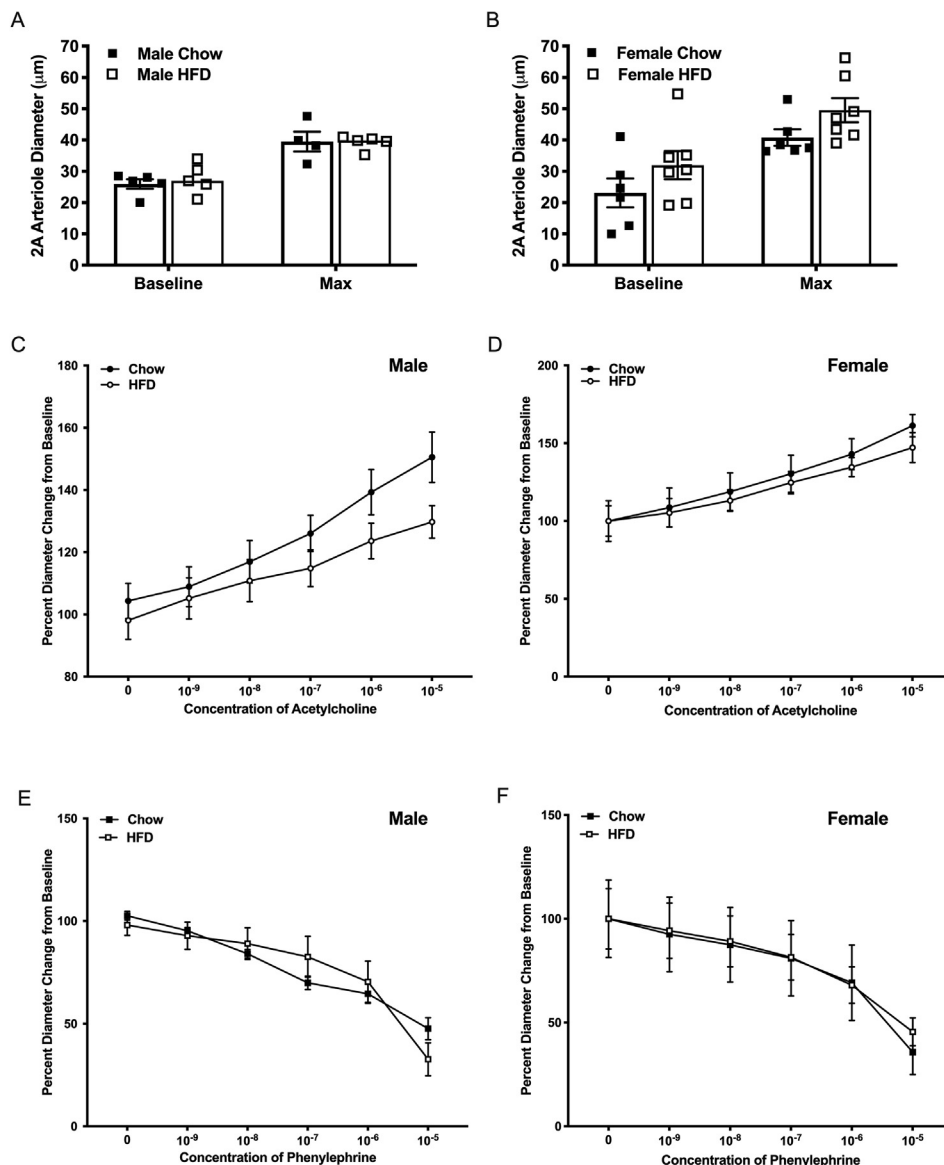 A
2A Arteriole Diameter (μm)
70
60
50
40
30
20
10
0
Male Chow
Male HFD
Baseline
Max
B
2A Arteriole Diameter (μm)
70
60
50
40
30
20
10
0
Female Chow
Female HFD
Baseline
Max
C
Percent Diameter Change from Baseline
180
160
140
120
100
80
Chow
HFD
Male
0
10⁻⁹
10⁻⁸
10⁻⁷
10⁻⁶
10⁻⁵
Concentration of Acetylcholine
D
Percent Diameter Change from Baseline
200
150
100
50
0
Chow
HFD
Female
0
10⁻⁹
10⁻⁸
10⁻⁷
10⁻⁶
10⁻⁵
Concentration of Acetylcholine
E
Percent Diameter Change from Baseline
150
100
50
0
Chow
HFD
Male
0
10⁻⁹
10⁻⁸
10⁻⁷
10⁻⁶
10⁻⁵
Concentration of Phenylephrine
F
Percent Diameter Change from Baseline
150
100
50
0
Chow
HFD
Female
0
10⁻⁹
10⁻⁸
10⁻⁷
10⁻⁶
10⁻⁵
Concentration of Phenylephrine